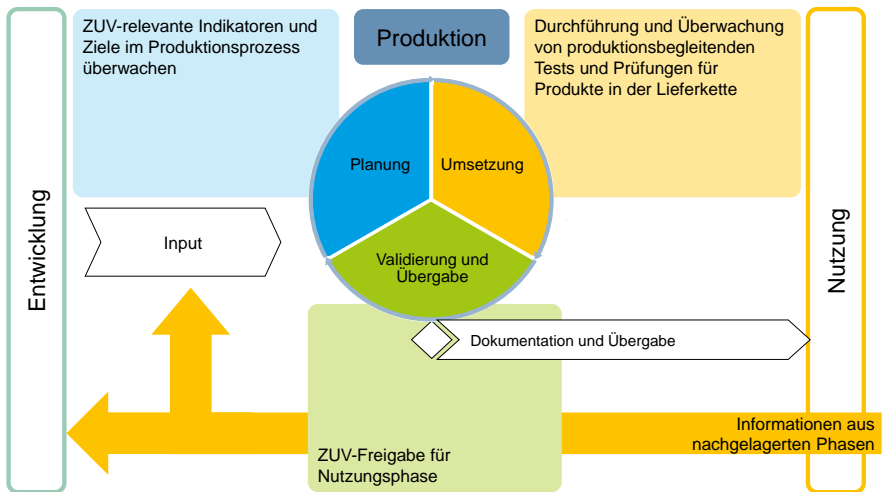 ZUV-relevante Indikatoren und
Ziele im Produktionsprozess
überwachen
Produktion
Durchführung und Überwachung
von produktionsbegleitenden
Tests und Prüfungen für
Produkte in der Lieferkette
Entwicklung
Planung
Umsetzung
Input
Validierung und
Übergabe
Nutzung
Dokumentation und Übergabe
Informationen aus
nachgelagerten Phasen
ZUV-Freigabe für
Nutzungsphase